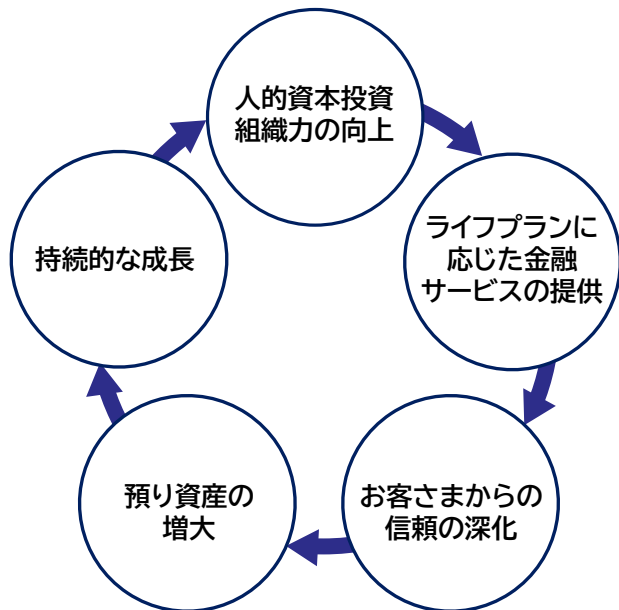 人的資本投資
組織力の向上
ライフプランに
応じた金融
サービスの提供
お客さまからの
信頼の深化
預り資産の
増大
持続的な成長